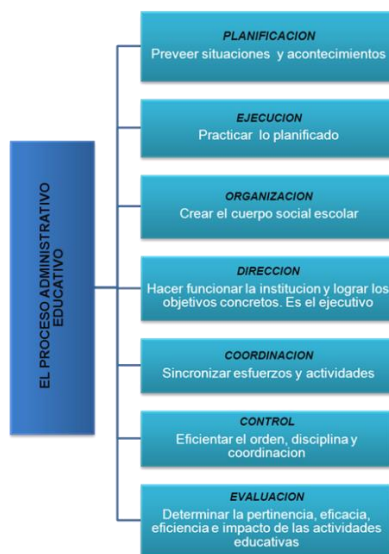 EL PROCESO ADMINISTRATIVO
EDUCATIVO
PLANIFICACION
Preveer situaciones y acontecimientos
EJECUCION
Practicar lo planificado
ORGANIZACION
Crear el cuerpo social escolar
DIRECCION
Hacer funcionar la institucion y lograr los
objetivos concretos. Es el ejecutivo
COORDINACION
Sincronizar esfuerzos y actividades
CONTROL
Eficientar el orden, disciplina y
coordinacion
EVALUACION
Determinar la pertinencia, eficacia,
eficiencia e impacto de las actividades
educativas